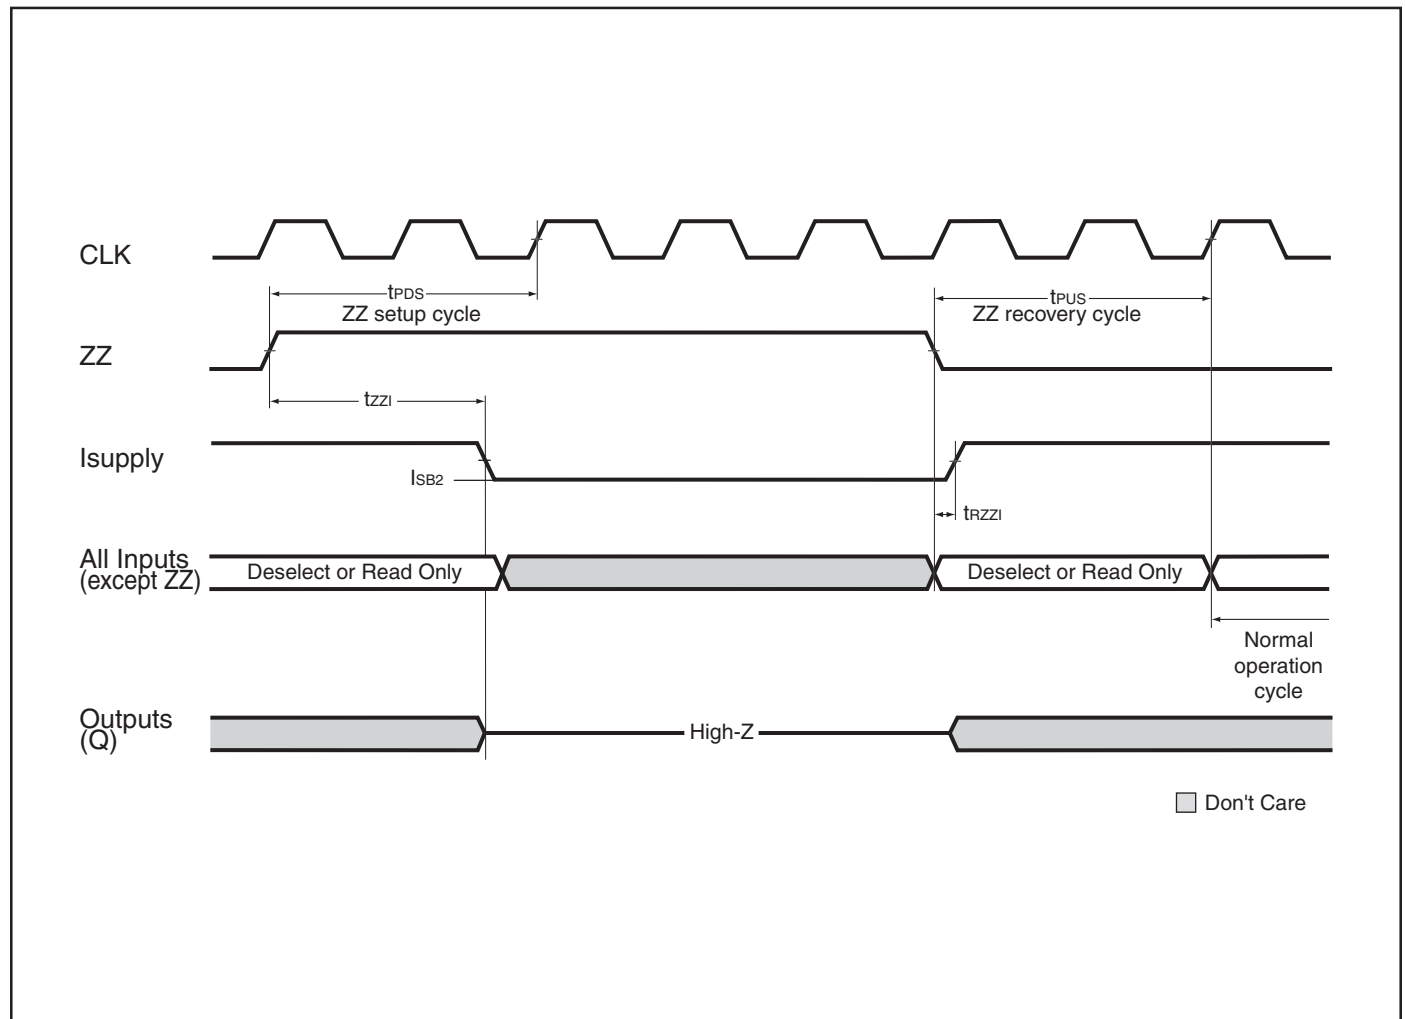 CLK
tPDS
ZZ setup cycle
tPUS
ZZ recovery cycle
ZZ
tZZI
Isupply
ISB2
tRZZI
All Inputs
(except ZZ)
Deselect or Read Only
Deselect or Read Only
Normal
operation
cycle
Outputs
(Q)
High-Z
Don't Care